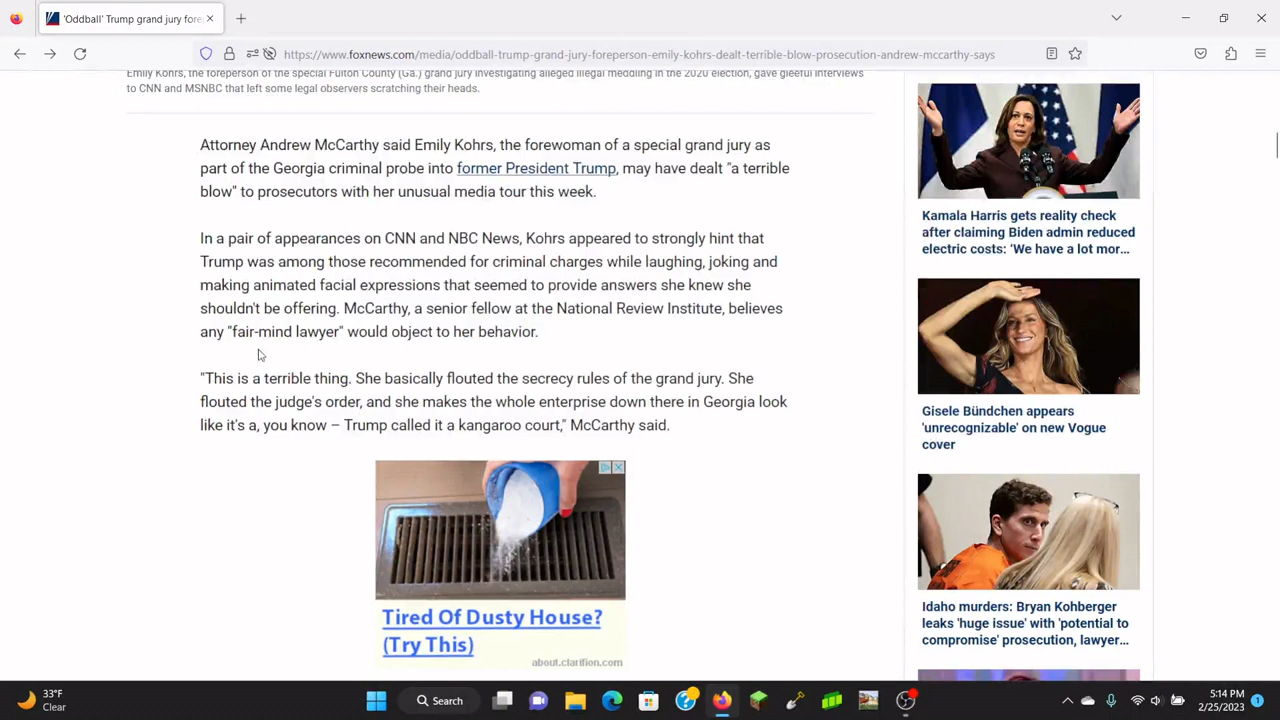 'Oddball' Trump grand jury fore
https://www.foxnews.com/media/oddball-trump-grand-jury-foreperson-emily-kohrs-dealt-terrible-blow-prosecution-andrew-mccarthy-says
Emily Kohrs, the foreperson of the special Fulton County (Ga.) grand jury investigating alleged illegal meddling in the 2020 election, gave gleeful interviews
to CNN and MSNBC that left some legal observers scratching their heads.
Attorney Andrew McCarthy said Emily Kohrs, the forewoman of a special grand jury as
part of the Georgia criminal probe into former President Trump, may have dealt "a terrible
blow" to prosecutors with her unusual media tour this week.
In a pair of appearances on CNN and NBC News, Kohrs appeared to strongly hint that
Trump was among those recommended for criminal charges while laughing, joking and
making animated facial expressions that seemed to provide answers she knew she
shouldn't be offering. McCarthy, a senior fellow at the National Review Institute, believes
any "fair-mind lawyer" would object to her behavior.
"This is a terrible thing. She basically flouted the secrecy rules of the grand jury. She
flouted the judge's order, and she makes the whole enterprise down there in Georgia look
like it's a, you know – Trump called it a kangaroo court," McCarthy said.
Tired Of Dusty House?
(Try This)
about.clarifion.com
Kamala Harris gets reality check
after claiming Biden admin reduced
electric costs: 'We have a lot mor...
Gisele Bündchen appears
'unrecognizable' on new Vogue
cover
Idaho murders: Bryan Kohberger
leaks 'huge issue' with 'potential to
compromise' prosecution, lawyer...
33°F
Clear
Search
5:14 PM
2/25/2023
1